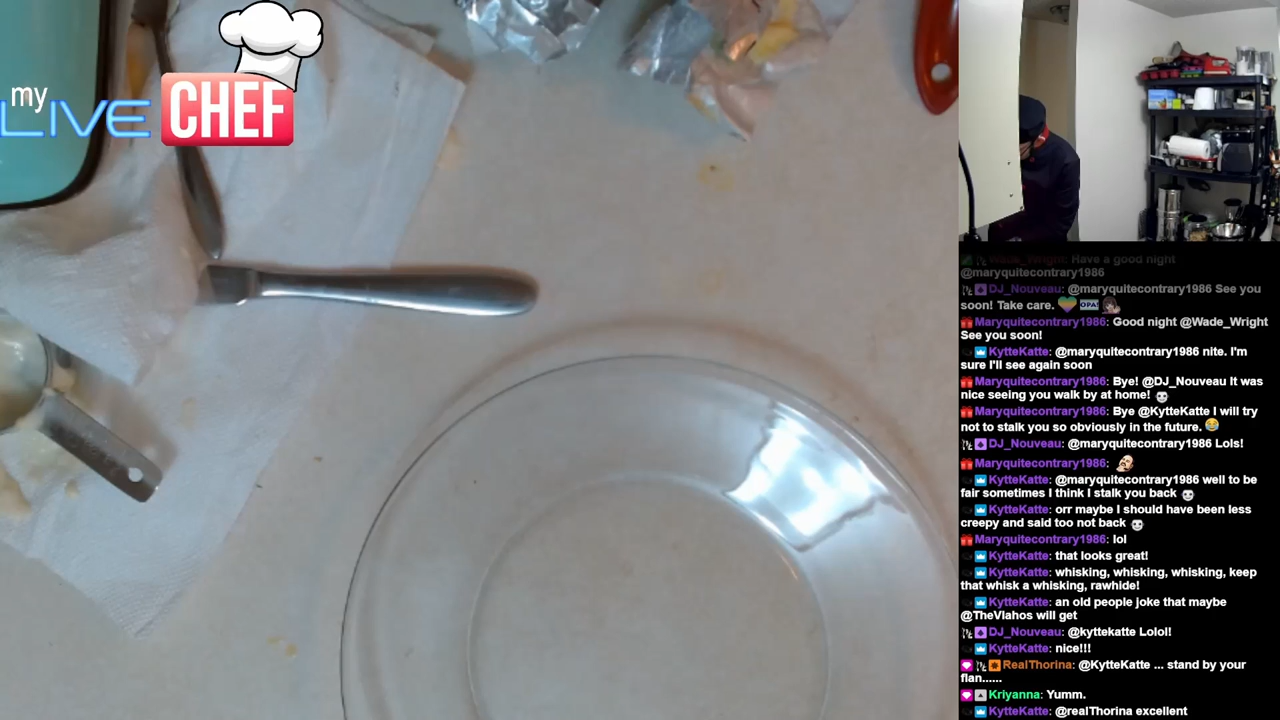 my
LIVE CHEF
Wade_Wright: Have a good night
@maryquitecontrary1986
DJ_Nouveau: @maryquitecontrary1986 See you
soon! Take care. OPA!
Maryquitecontrary1986: Good night @Wade_Wright
See you soon!
KytteKatte: @maryquitecontrary1986 nite. I'm
sure I'll see again soon
Maryquitecontrary1986: Bye! @DJ_Nouveau It was
nice seeing you walk by at home!
Maryquitecontrary1986: Bye @KytteKatte I will try
not to stalk you so obviously in the future.
DJ_Nouveau: @maryquitecontrary1986 Lols!
Maryquitecontrary1986:
KytteKatte: @maryquitecontrary1986 well to be
fair sometimes I think I stalk you back
KytteKatte: orr maybe I should have been less
creepy and said too not back
Maryquitecontrary1986: lol
KytteKatte: that looks great!
KytteKatte: whisking, whisking, whisking, keep
that whisk a whisking, rawhide!
KytteKatte: an old people joke that maybe
@TheVlahos will get
DJ_Nouveau: @kyttekatte Lolol!
KytteKatte: nice!!!
RealThorina: @KytteKatte ... stand by your
flan......
Kriyanna: Yumm.
KytteKatte: @realThorina excellent